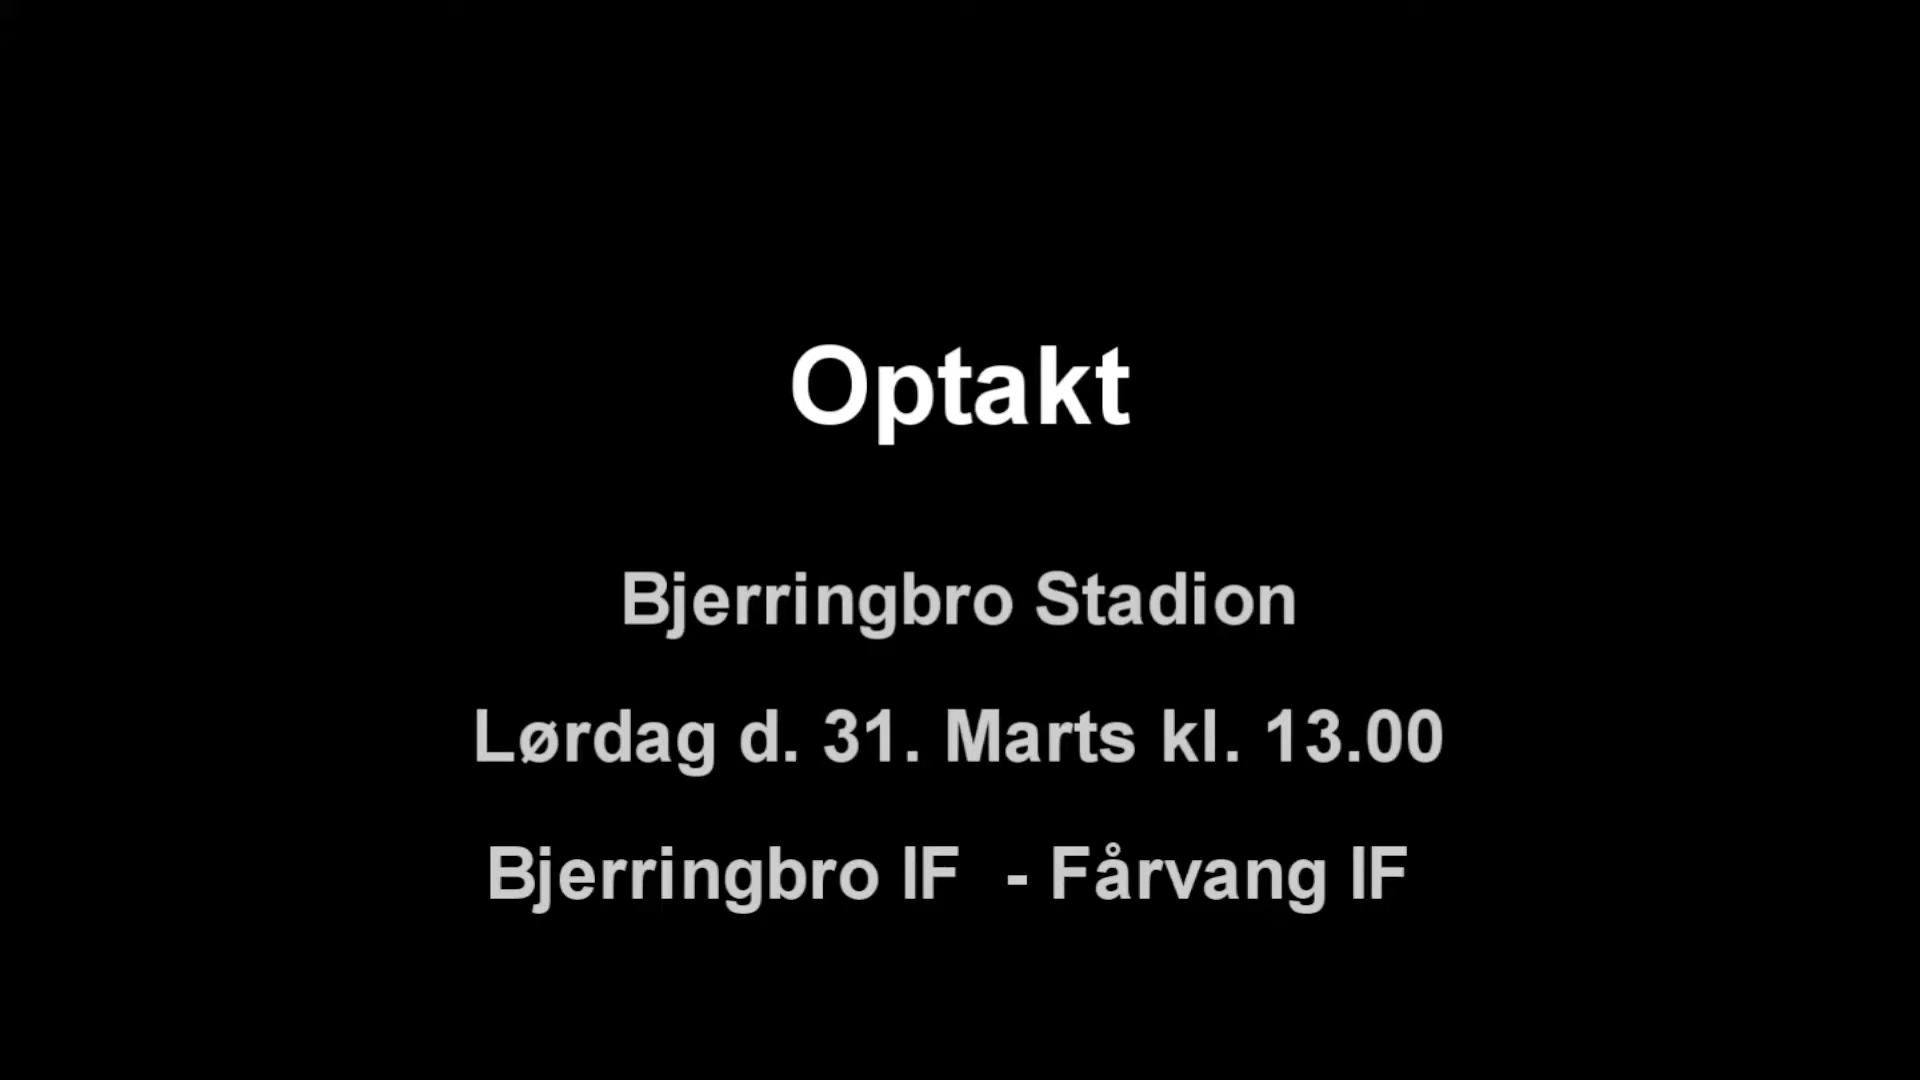 Optakt
Bjerringbro Stadion
Lørdag d. 31. Marts kl. 13.00
Bjerringbro IF  - Fårvang IF